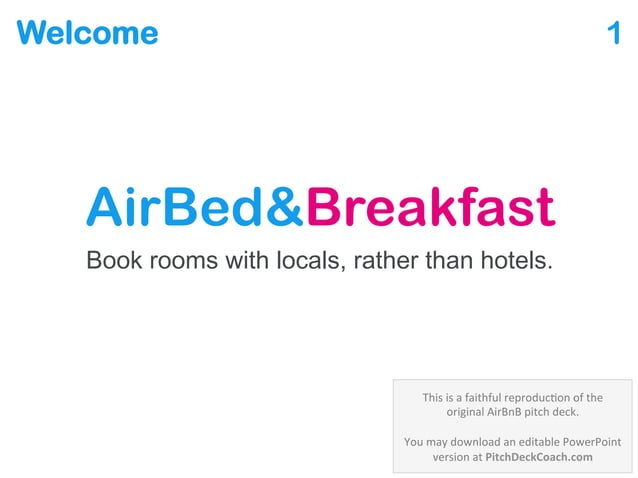 Welcome 1
AirBed&Breakfast
Book rooms with locals, rather than hotels.
This is a faithful reproduction of the
original AirBnB pitch deck.
You may download an editable PowerPoint
version at PitchDeckCoach.com